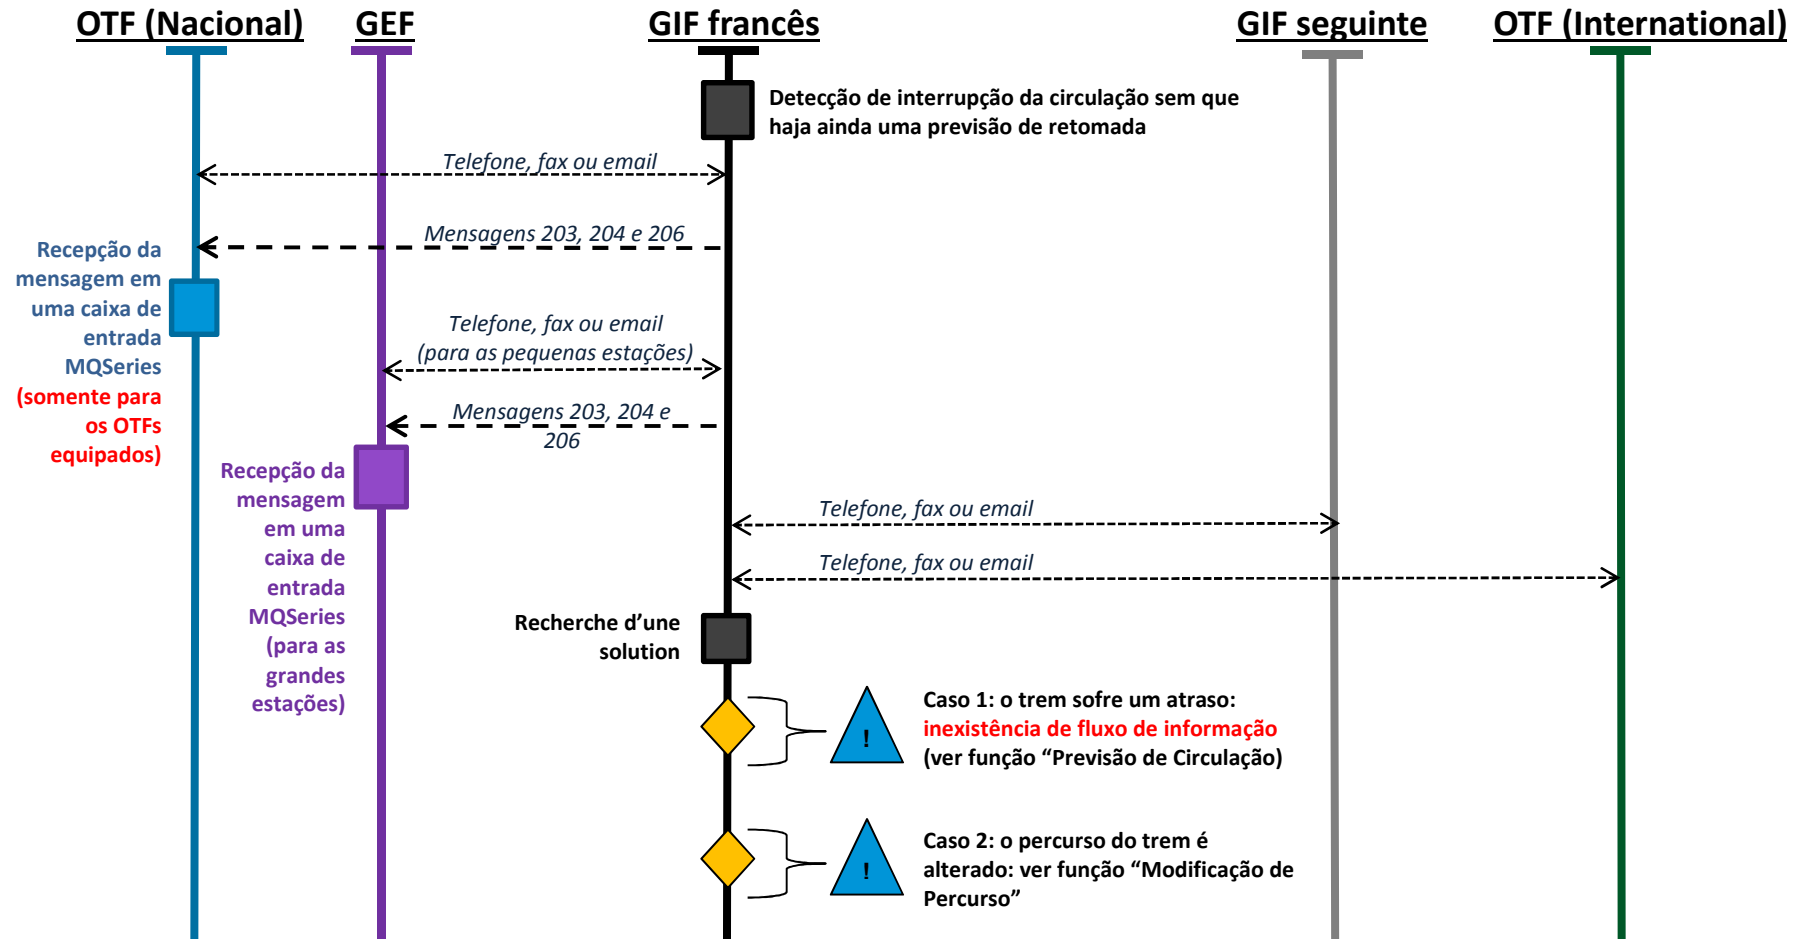 OTF (Nacional)
GEF
GIF francês
GIF seguinte
OTF (International)
Detecção de interrupção da circulação sem que
haja ainda uma previsão de retomada
Telefone, fax ou email
Mensagens 203, 204 e 206
Recepção da
mensagem em
uma caixa de
entrada
MQSeries
(somente para
os OTFs
equipados)
Telefone, fax ou email
(para as pequenas estações)
Mensagens 203, 204 e
206
Recepção da
mensagem
em uma
caixa de
entrada
MQSeries
(para as
grandes
estações)
Telefone, fax ou email
Telefone, fax ou email
Recherche d’une
solution
!
Caso 1: o trem sofre um atraso:
inexistência de fluxo de informação
(ver função “Previsão de Circulação)
!
Caso 2: o percurso do trem é
alterado: ver função “Modificação de
Percurso”